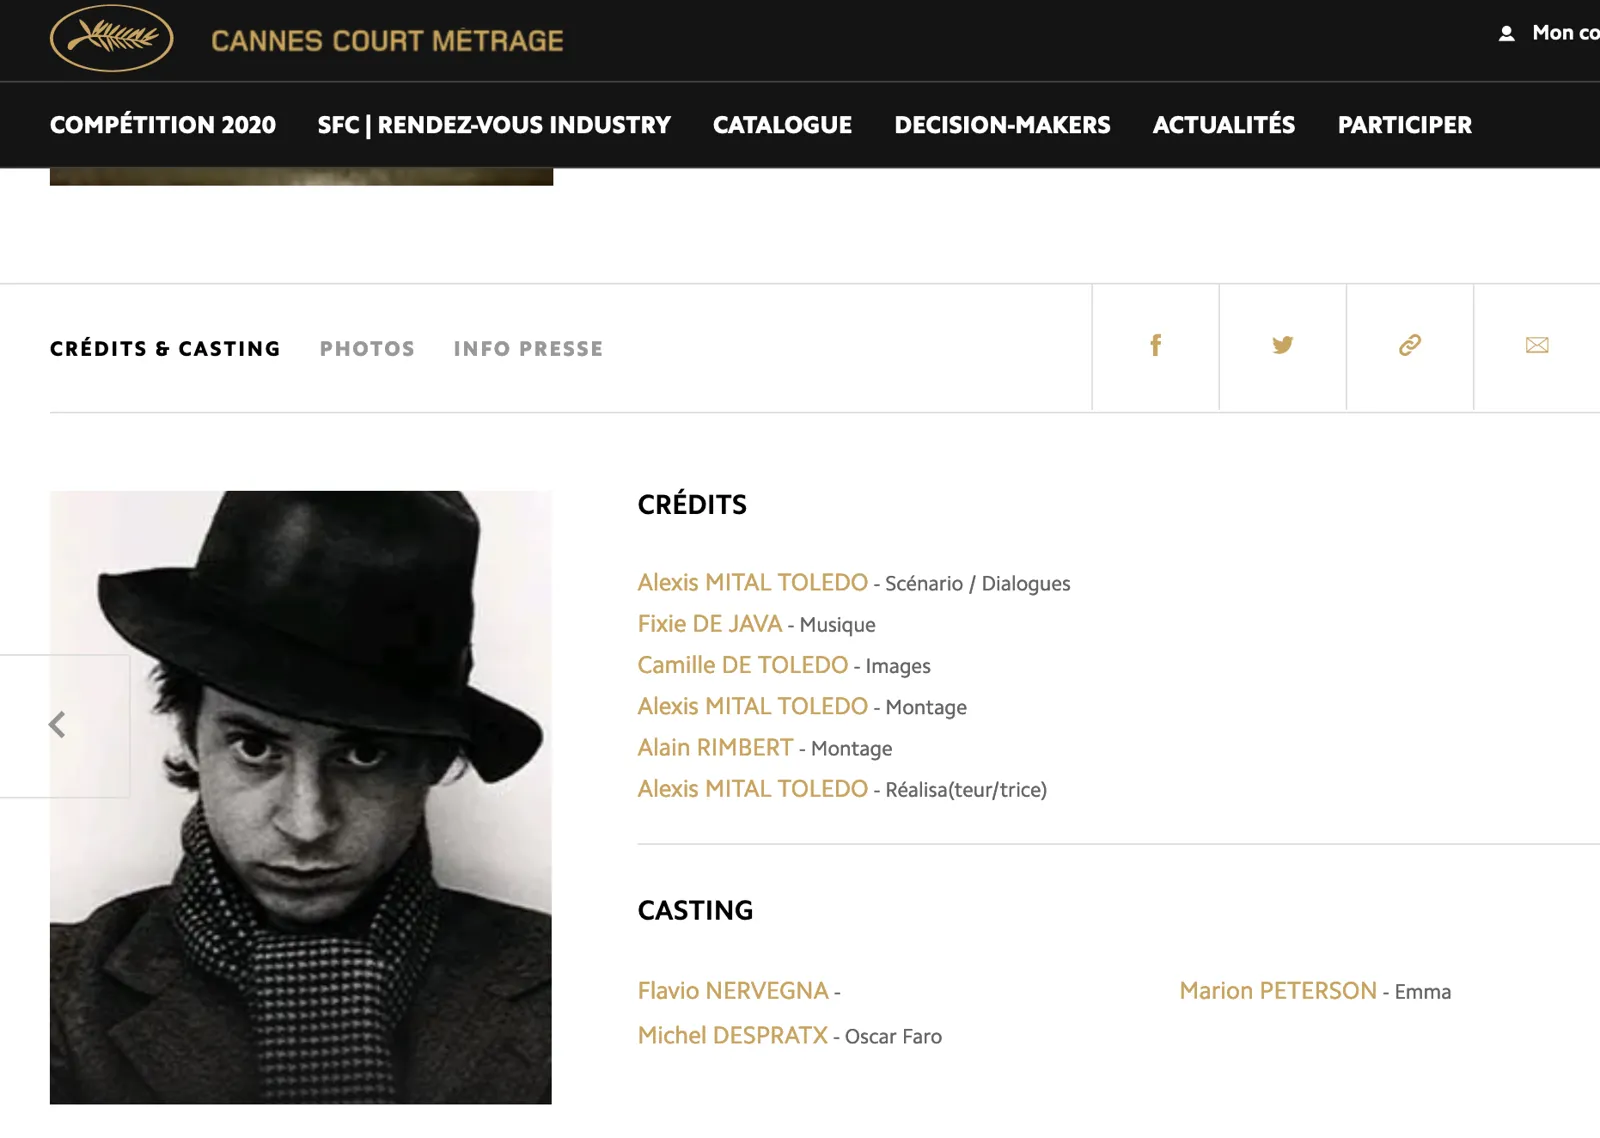 CANNES COURT MÉTRAGE
Mon co
COMPÉTITION 2020 SFC | RENDEZ-VOUS INDUSTRY CATALOGUE DECISION-MAKERS ACTUALITÉS PARTICIPER
CRÉDITS & CASTING PHOTOS INFO PRESSE
CRÉDITS
Alexis MITAL TOLEDO - Scénario / Dialogues
Fixie DE JAVA - Musique
Camille DE TOLEDO - Images
Alexis MITAL TOLEDO - Montage
Alain RIMBERT - Montage
Alexis MITAL TOLEDO - Réalisa(teur/trice)
CASTING
Flavio NERVEGNA -
Marion PETERSON - Emma
Michel DESPRATX - Oscar Faro